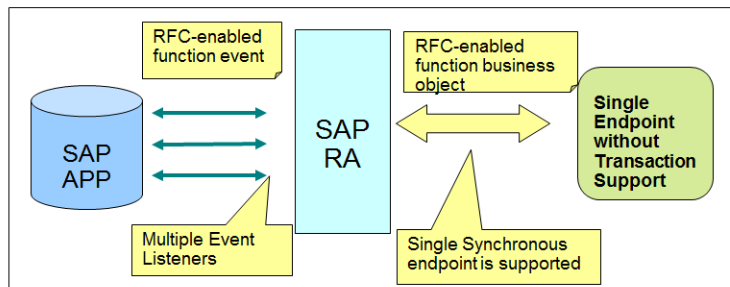 RFC-enabled
function event
SAP
APP
Multiple Event
Listeners
SAP
RA
RFC-enabled
function business
object
Single Synchronous
endpoint is supported
Single
Endpoint
without
Transaction
Support